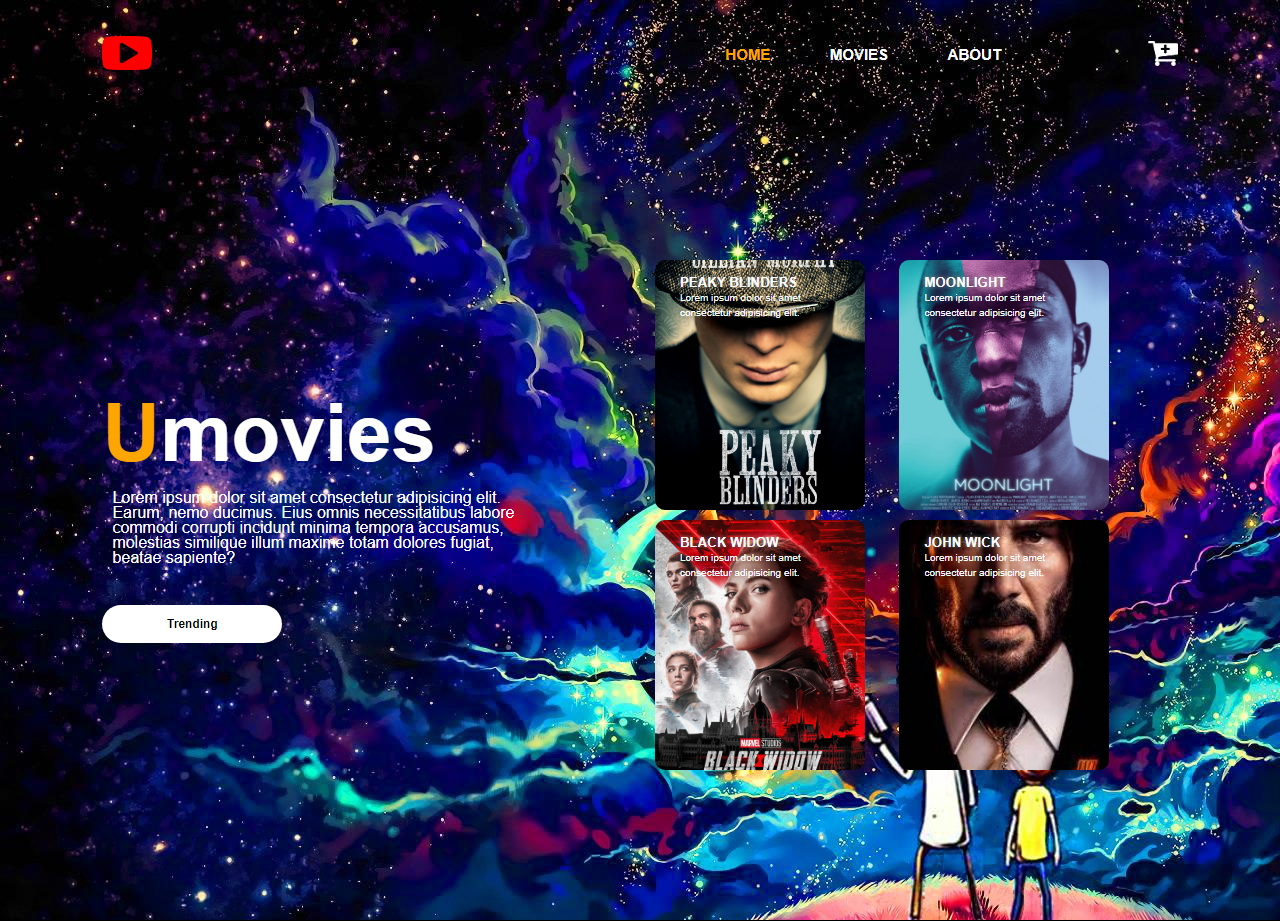 HOME MOVIES ABOUT
Umovies
Lorem ipsum dolor sit amet consectetur adipisicing elit.
Earum, nemo ducimus. Eius omnis necessitatibus labore
commodi corrupti incidunt minima tempora accusamus,
molestias similique illum maxime totam dolores fugiat,
beatae sapiente?
Trending
PEAKY BLINDERS
Lorem ipsum dolor sit amet
consectetur adipisicing elit.
PEAKY
BLINDERS
MOONLIGHT
Lorem ipsum dolor sit amet
consectetur adipisicing elit.
MOONLIGHT
BLACK WIDOW
Lorem ipsum dolor sit amet
consectetur adipisicing elit.
MARVEL STUDIOS
BLACK WIDOW
JOHN WICK
Lorem ipsum dolor sit amet
consectetur adipisicing elit.